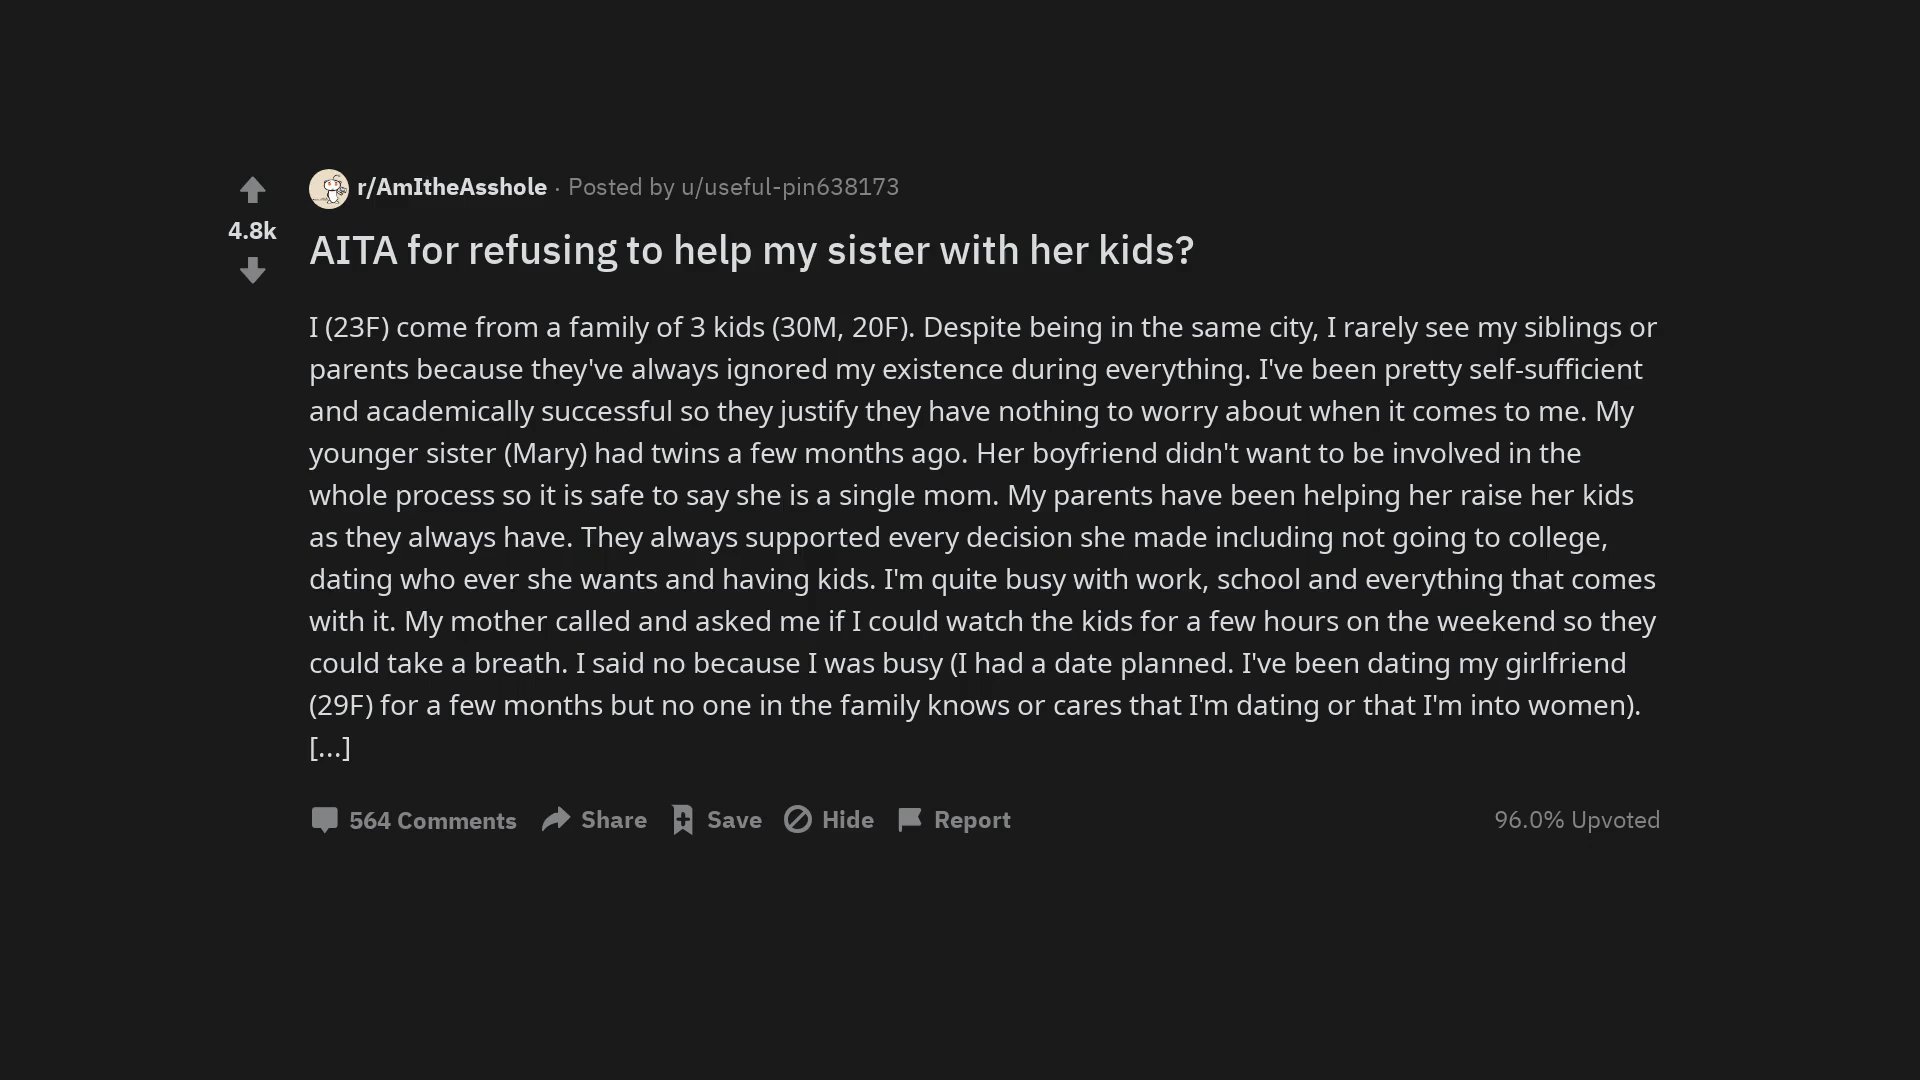 r/AmItheAsshole · Posted by u/useful-pin638173
4.8k
AITA for refusing to help my sister with her kids?
I (23F) come from a family of 3 kids (30M, 20F). Despite being in the same city, I rarely see my siblings or
parents because they've always ignored my existence during everything. I've been pretty self-sufficient
and academically successful so they justify they have nothing to worry about when it comes to me. My
younger sister (Mary) had twins a few months ago. Her boyfriend didn't want to be involved in the
whole process so it is safe to say she is a single mom. My parents have been helping her raise her kids
as they always have. They always supported every decision she made including not going to college,
dating who ever she wants and having kids. I'm quite busy with work, school and everything that comes
with it. My mother called and asked me if I could watch the kids for a few hours on the weekend so they
could take a breath. I said no because I was busy (I had a date planned. I've been dating my girlfriend
(29F) for a few months but no one in the family knows or cares that I'm dating or that I'm into women).
[...]
564 Comments Share Save Hide Report 96.0% Upvoted